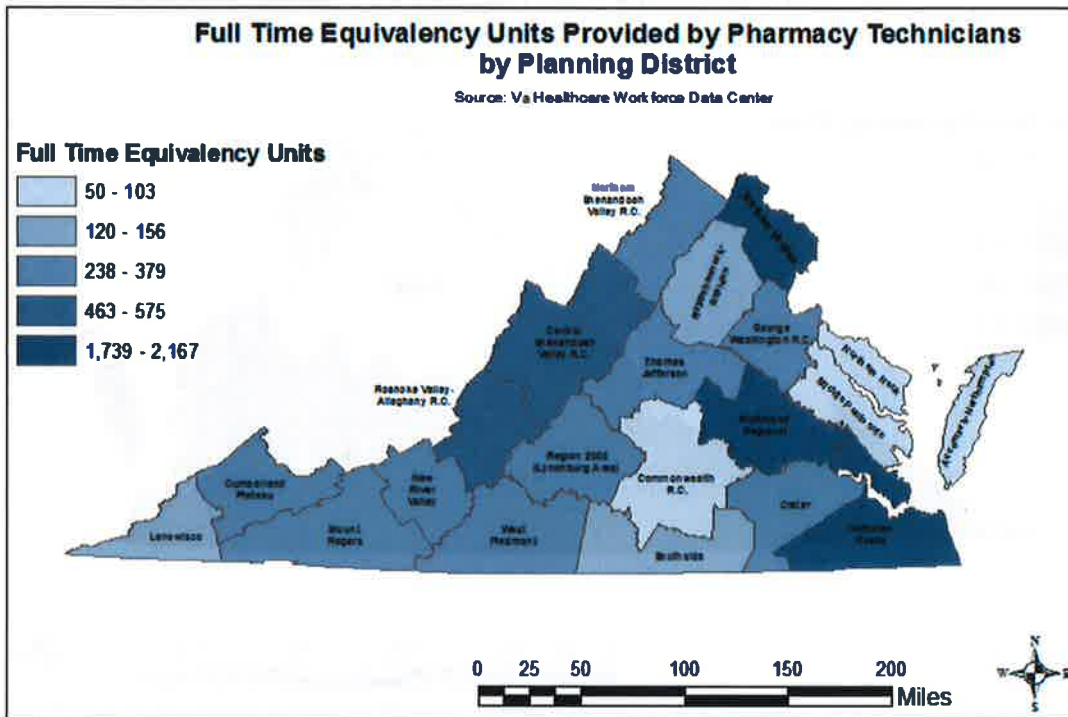 Full Time Equivalency Units Provided by Pharmacy Technicians
by Planning District
Source: Va Healthcare Workforce Data Center
Full Time Equivalency Units
50 - 103
120 - 156
238 - 379
463 - 575
1,739 - 2,167
Northern
Shenandoah
Valley R.C.
Central
Shenandoah
Valley R.C.
George
Washington R.C.
Thomas
Jefferson
Roanoke Valley-
Alleghany R.C.
Richmond
Regional
Region 2000
(Lynchburg Area)
Commonwealth
R.C.
Cumberland
Plateau
New
River
Valley
Lenowisco
Mount
Rogers
West
Piedmont
Southside
Crater
0 25 50 100 150 200
Miles
N
W E
S